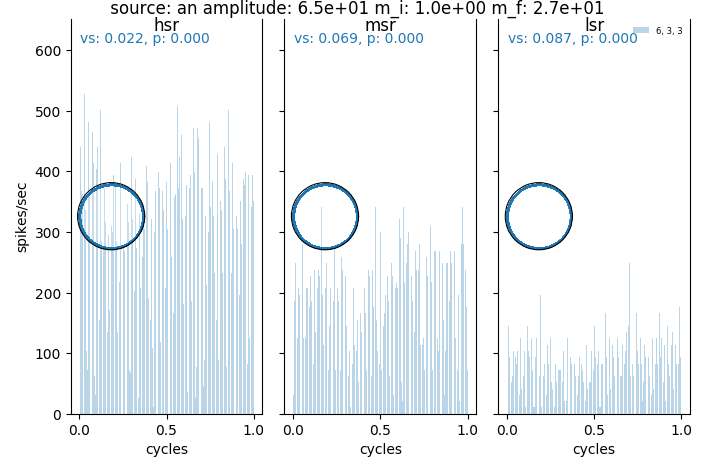 source: an amplitude: 6.5e+01 m_i: 1.0e+00 m_f: 2.7e+01
hsr
msr
lsr
vs: 0.022, p: 0.000
vs: 0.069, p: 0.000
vs: 0.087, p: 0.000
6, 3, 3
600
500
400
300
200
100
0
spikes/sec
0.0 0.5 1.0
0.0 0.5 1.0
0.0 0.5 1.0
cycles
cycles
cycles